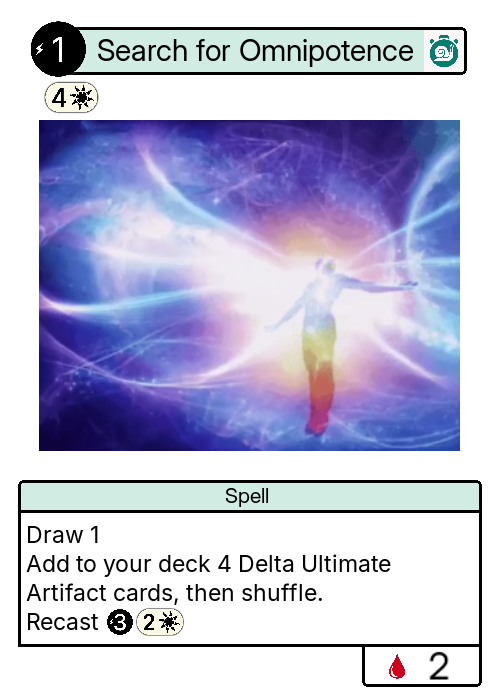 1 Search for Omnipotence
4
Spell
Draw 1
Add to your deck 4 Delta Ultimate
Artifact cards, then shuffle.
Recast 3 2
2